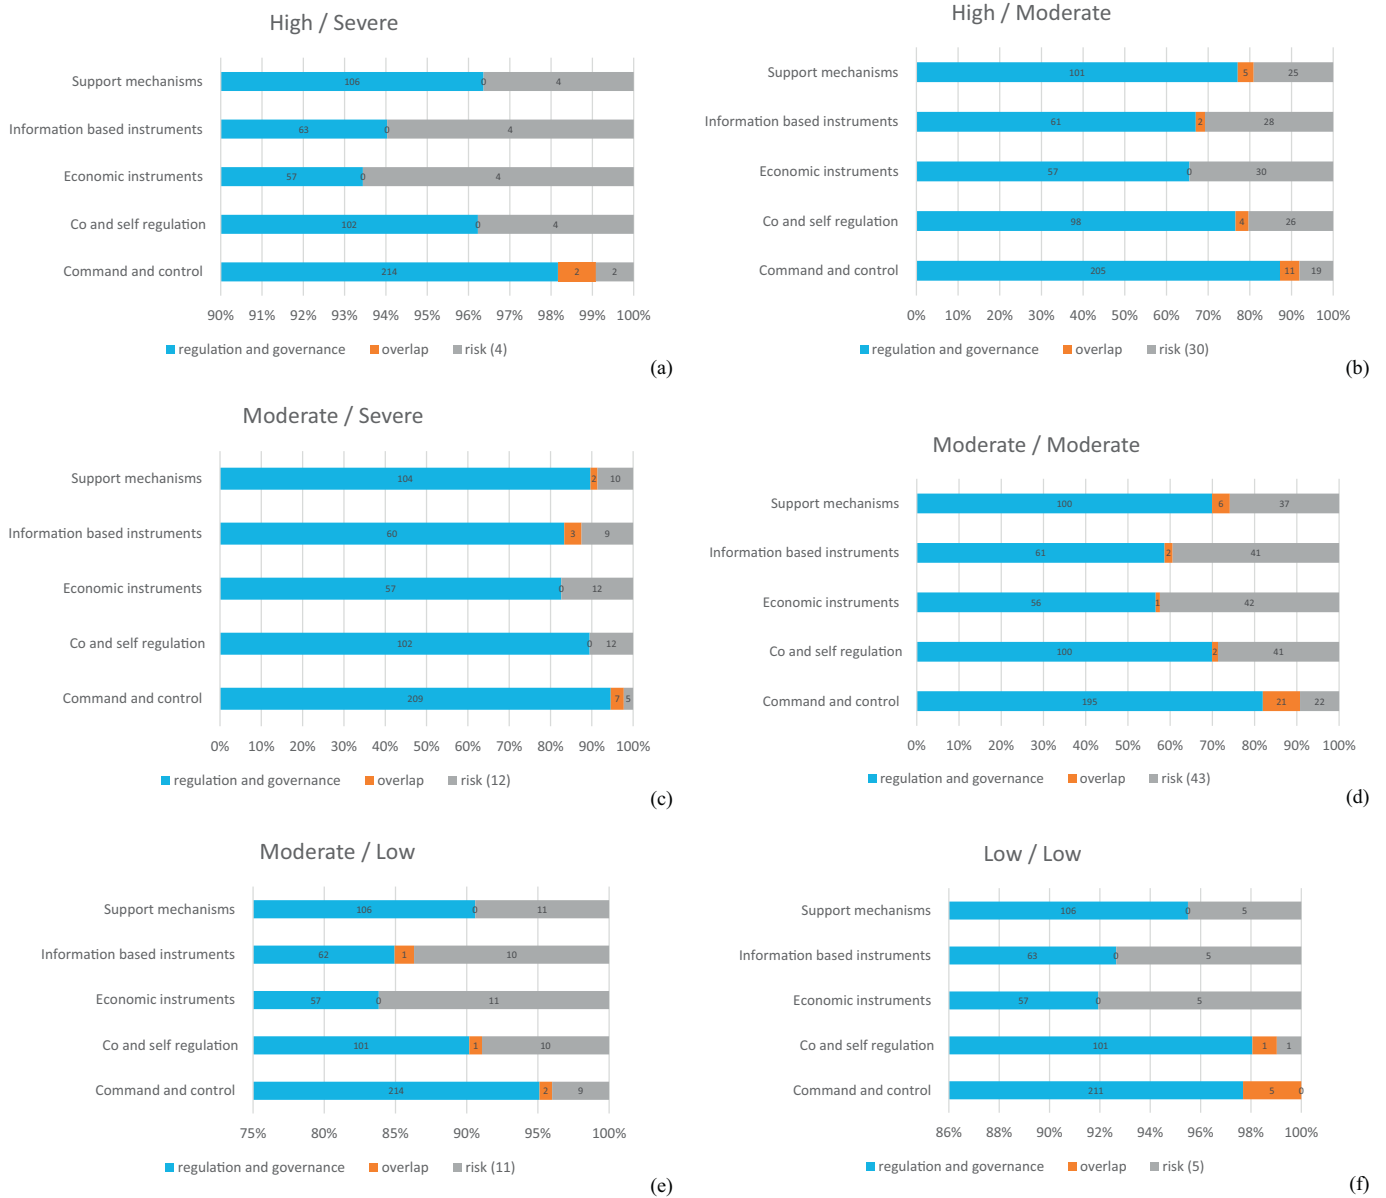 High / Severe
Support mechanisms 106 0 4
Information based instruments 63 0 4
Economic instruments 57 0 4
Co and self regulation 102 0 4
Command and control 214 2 2
90% 91% 92% 93% 94% 95% 96% 97% 98% 99% 100%
regulation and governance overlap risk (4)
(a)
High / Moderate
Support mechanisms 101 5 25
Information based instruments 61 2 28
Economic instruments 57 0 30
Co and self regulation 98 4 26
Command and control 205 11 19
0% 10% 20% 30% 40% 50% 60% 70% 80% 90% 100%
regulation and governance overlap risk (30)
(b)
Moderate / Severe
Support mechanisms 104 2 10
Information based instruments 60 3 9
Economic instruments 57 0 12
Co and self regulation 102 0 12
Command and control 209 7 5
0% 10% 20% 30% 40% 50% 60% 70% 80% 90% 100%
regulation and governance overlap risk (12)
(c)
Moderate / Moderate
Support mechanisms 100 6 37
Information based instruments 61 2 41
Economic instruments 56 1 42
Co and self regulation 100 2 41
Command and control 195 21 22
0% 10% 20% 30% 40% 50% 60% 70% 80% 90% 100%
regulation and governance overlap risk (43)
(d)
Moderate / Low
Support mechanisms 106 0 11
Information based instruments 62 1 10
Economic instruments 57 0 11
Co and self regulation 101 1 10
Command and control 214 2 9
75% 80% 85% 90% 95% 100%
regulation and governance overlap risk (11)
(e)
Low / Low
Support mechanisms 106 0 5
Information based instruments 63 0 5
Economic instruments 57 0 5
Co and self regulation 101 1 1
Command and control 211 5 0
86% 88% 90% 92% 94% 96% 98% 100%
regulation and governance overlap risk (5)
(f)